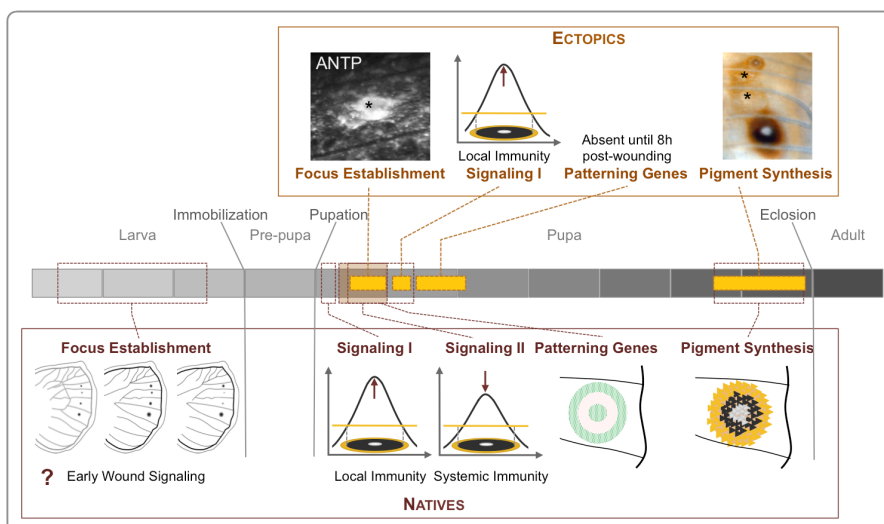 ECTOPICS
ANTP
*
*
*
Local Immunity
Absent until 8h
post-wounding
Focus Establishment
Signaling I
Patterning Genes
Pigment Synthesis
Immobilization
Pupation
Eclosion
Larva
Pre-pupa
Pupa
Adult
Focus Establishment
Signaling I
Signaling II
Patterning Genes
Pigment Synthesis
? Early Wound Signaling
Local Immunity
Systemic Immunity
NATIVES